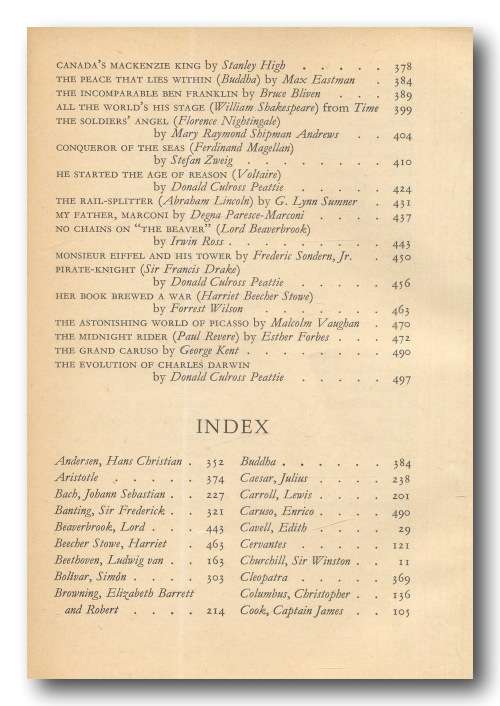 CANADA'S MACKENZIE KING by Stanley High . . . . . 378
THE PEACE THAT LIES WITHIN (Buddha) by Max Eastman . 384
THE INCOMPARABLE BEN FRANKLIN by Bruce Bliven . . . 389
ALL THE WORLD'S HIS STAGE (William Shakespeare) from Time 399
THE SOLDIERS' ANGEL (Florence Nightingale)
by Mary Raymond Shipman Andrews . . 404
CONQUEROR OF THE SEAS (Ferdinand Magellan)
by Stefan Zweig . . . . . . . . 410
HE STARTED THE AGE OF REASON (Voltaire)
by Donald Culross Peattie . . . . . 424
THE RAIL-SPLITTER (Abraham Lincoln) by G. Lynn Sumner . 431
MY FATHER, MARCONI by Degna Paresce-Marconi . . . . 437
NO CHAINS ON "THE BEAVER" (Lord Beaverbrook)
by Irwin Ross . . . . . . . . . 443
MONSIEUR EIFFEL AND HIS TOWER by Frederic Sondern, Jr. . 450
PIRATE-KNIGHT (Sir Francis Drake)
by Donald Culross Peattie . . . . . 456
HER BOOK BREWED A WAR (Harriet Beecher Stowe)
by Forrest Wilson . . . . . . 463
THE ASTONISHING WORLD OF PICASSO by Malcolm Vaughan . 470
THE MIDNIGHT RIDER (Paul Revere) by Esther Forbes . . . 472
THE GRAND CARUSO by George Kent . . . . . . . 490
THE EVOLUTION OF CHARLES DARWIN
by Donald Culross Peattie . . . . . 497
INDEX
Andersen, Hans Christian . 352
Aristotle . . . . . 374
Bach, Johann Sebastian . . 227
Banting, Sir Frederick . . 321
Beaverbrook, Lord . . . 443
Beecher Stowe, Harriet . 463
Beethoven, Ludwig van . . 163
Bolívar, Simón . . . . 303
Browning, Elizabeth Barrett
and Robert . . . . 214
Buddha . . . . . . 384
Caesar, Julius . . . . 238
Carroll, Lewis . . . . 201
Caruso, Enrico . . . . 490
Cavell, Edith . . . . 29
Cervantes . . . . . 121
Churchill, Sir Winston . . 11
Cleopatra . . . . . 369
Columbus, Christopher . . 136
Cook, Captain James . . 105